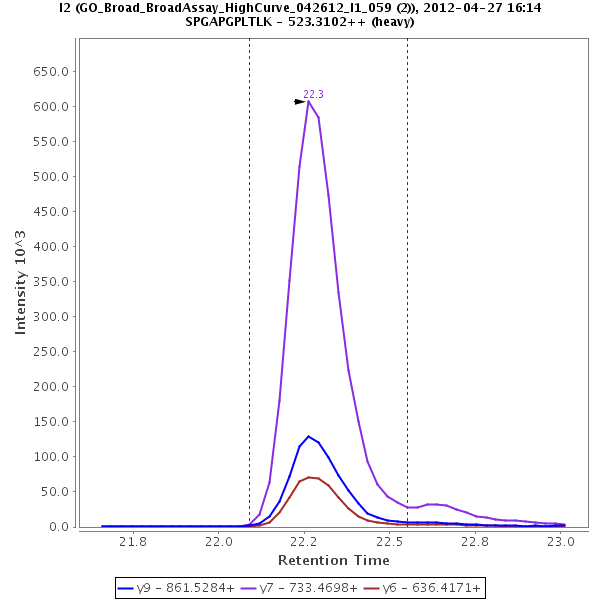 I2 (GO_Broad_BroadAssay_HighCurve_042612_I1_059 (2)), 2012-04-27 16:14
SPGAPGPLTLK - 523.3102++ (heavy)
22.3
650.0
600.0
550.0
500.0
450.0
400.0
350.0
300.0
250.0
200.0
150.0
100.0
50.0
0.0
Intensity 10^3
21.8 22.0 22.2 22.5 22.8 23.0
Retention Time
y9 - 861.5284+ y7 - 733.4698+ y6 - 636.4171+